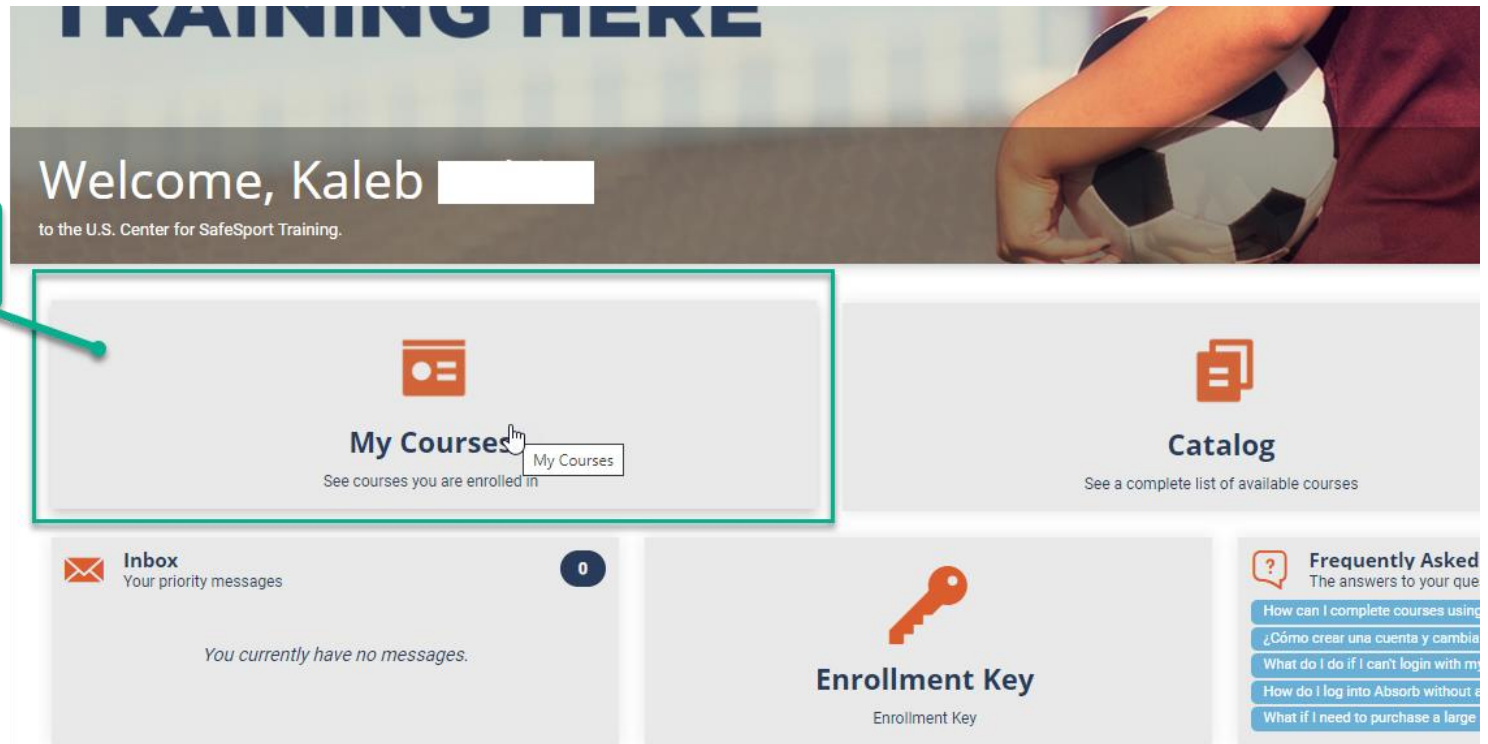 TRAINING HERE
Welcome, Kaleb
to the U.S. Center for SafeSport Training.
My Courses
My Courses
See courses you are enrolled in
Catalog
See a complete list of available courses
Inbox
Your priority messages
0
You currently have no messages.
Enrollment Key
Enrollment Key
Frequently Asked
The answers to your que
How can I complete courses using
¿Cómo crear una cuenta y cambia
What do I do if I can't login with my
How do I log into Absorb without a
What if I need to purchase a large